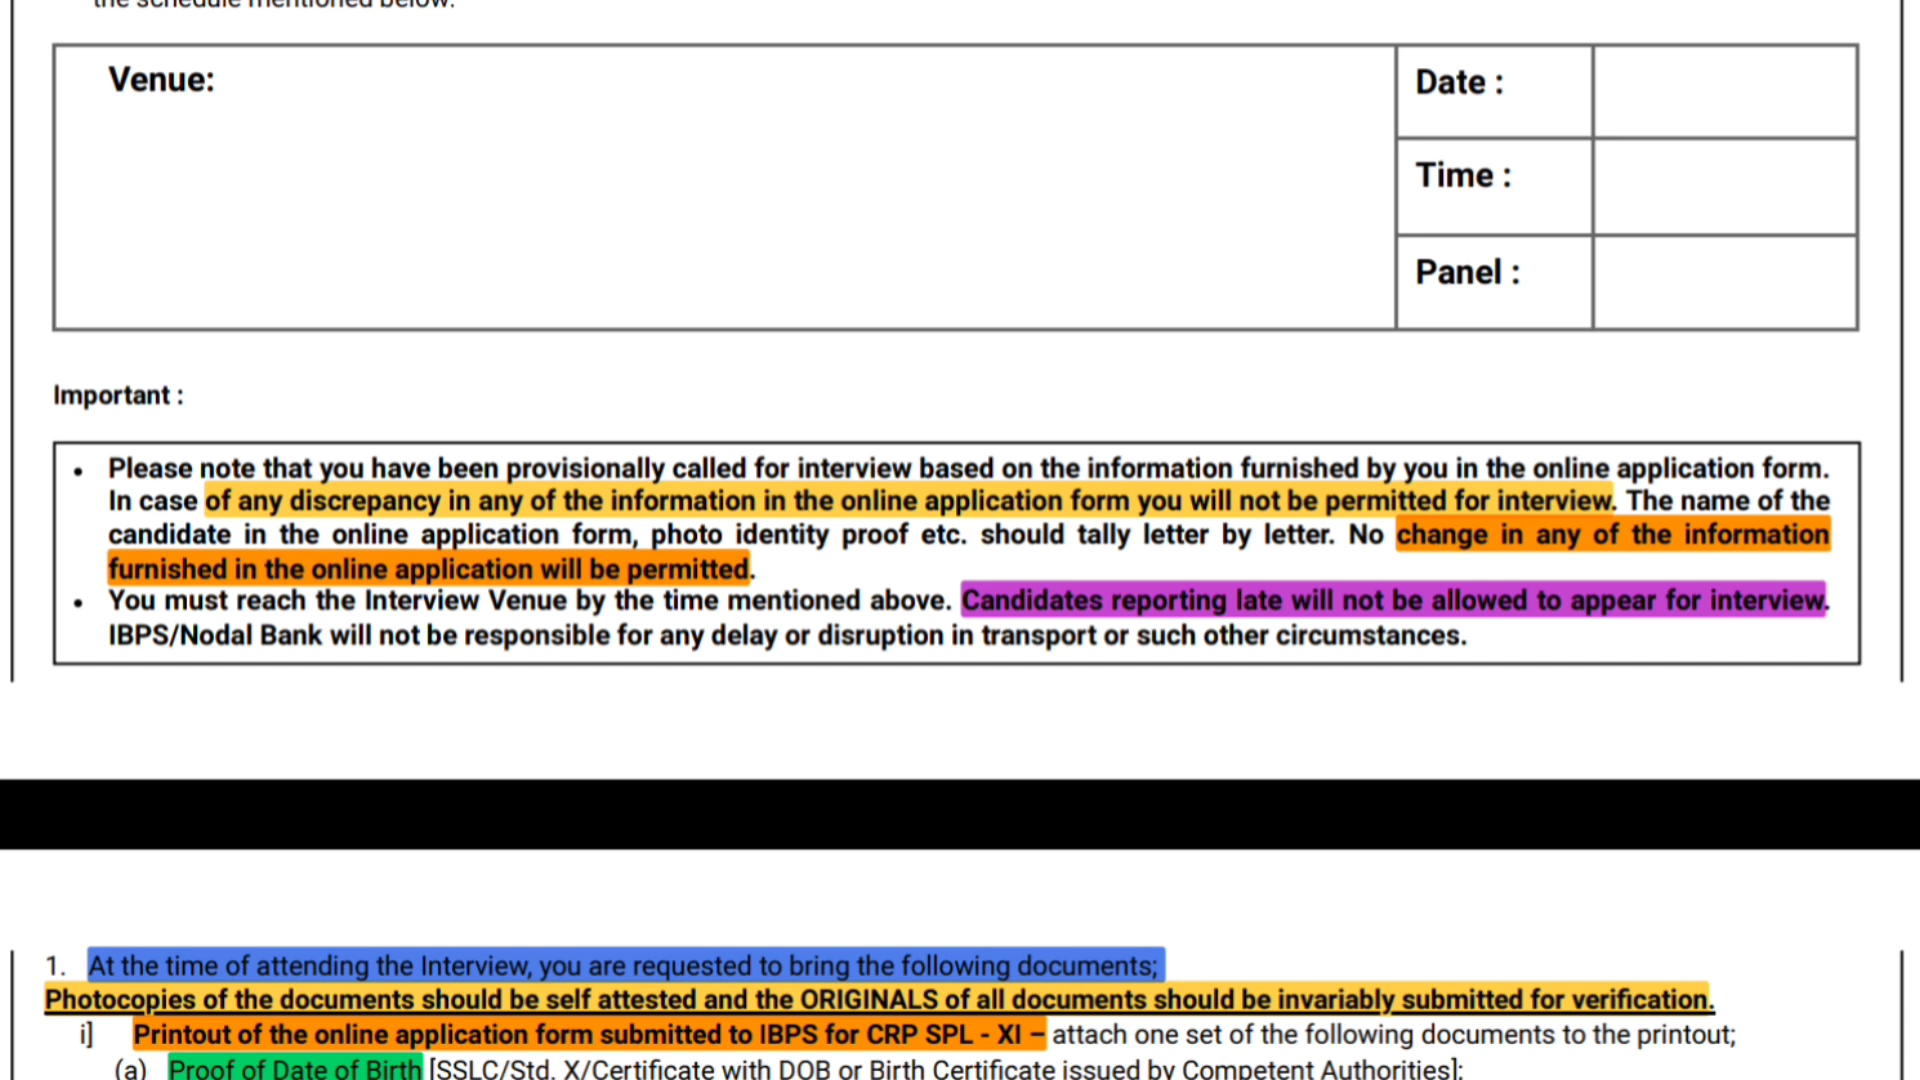 the schedule mentioned below.
Venue:
Date :
Time :
Panel :
Important :
• Please note that you have been provisionally called for interview based on the information furnished by you in the online application form.
In case of any discrepancy in any of the information in the online application form you will not be permitted for interview. The name of the
candidate in the online application form, photo identity proof etc. should tally letter by letter. No change in any of the information
furnished in the online application will be permitted.
• You must reach the Interview Venue by the time mentioned above. Candidates reporting late will not be allowed to appear for interview.
IBPS/Nodal Bank will not be responsible for any delay or disruption in transport or such other circumstances.
1. At the time of attending the Interview, you are requested to bring the following documents;
Photocopies of the documents should be self attested and the ORIGINALS of all documents should be invariably submitted for verification.
i] Printout of the online application form submitted to IBPS for CRP SPL - XI – attach one set of the following documents to the printout;
(a) Proof of Date of Birth [SSLC/Std. X/Certificate with DOB or Birth Certificate issued by Competent Authorities];